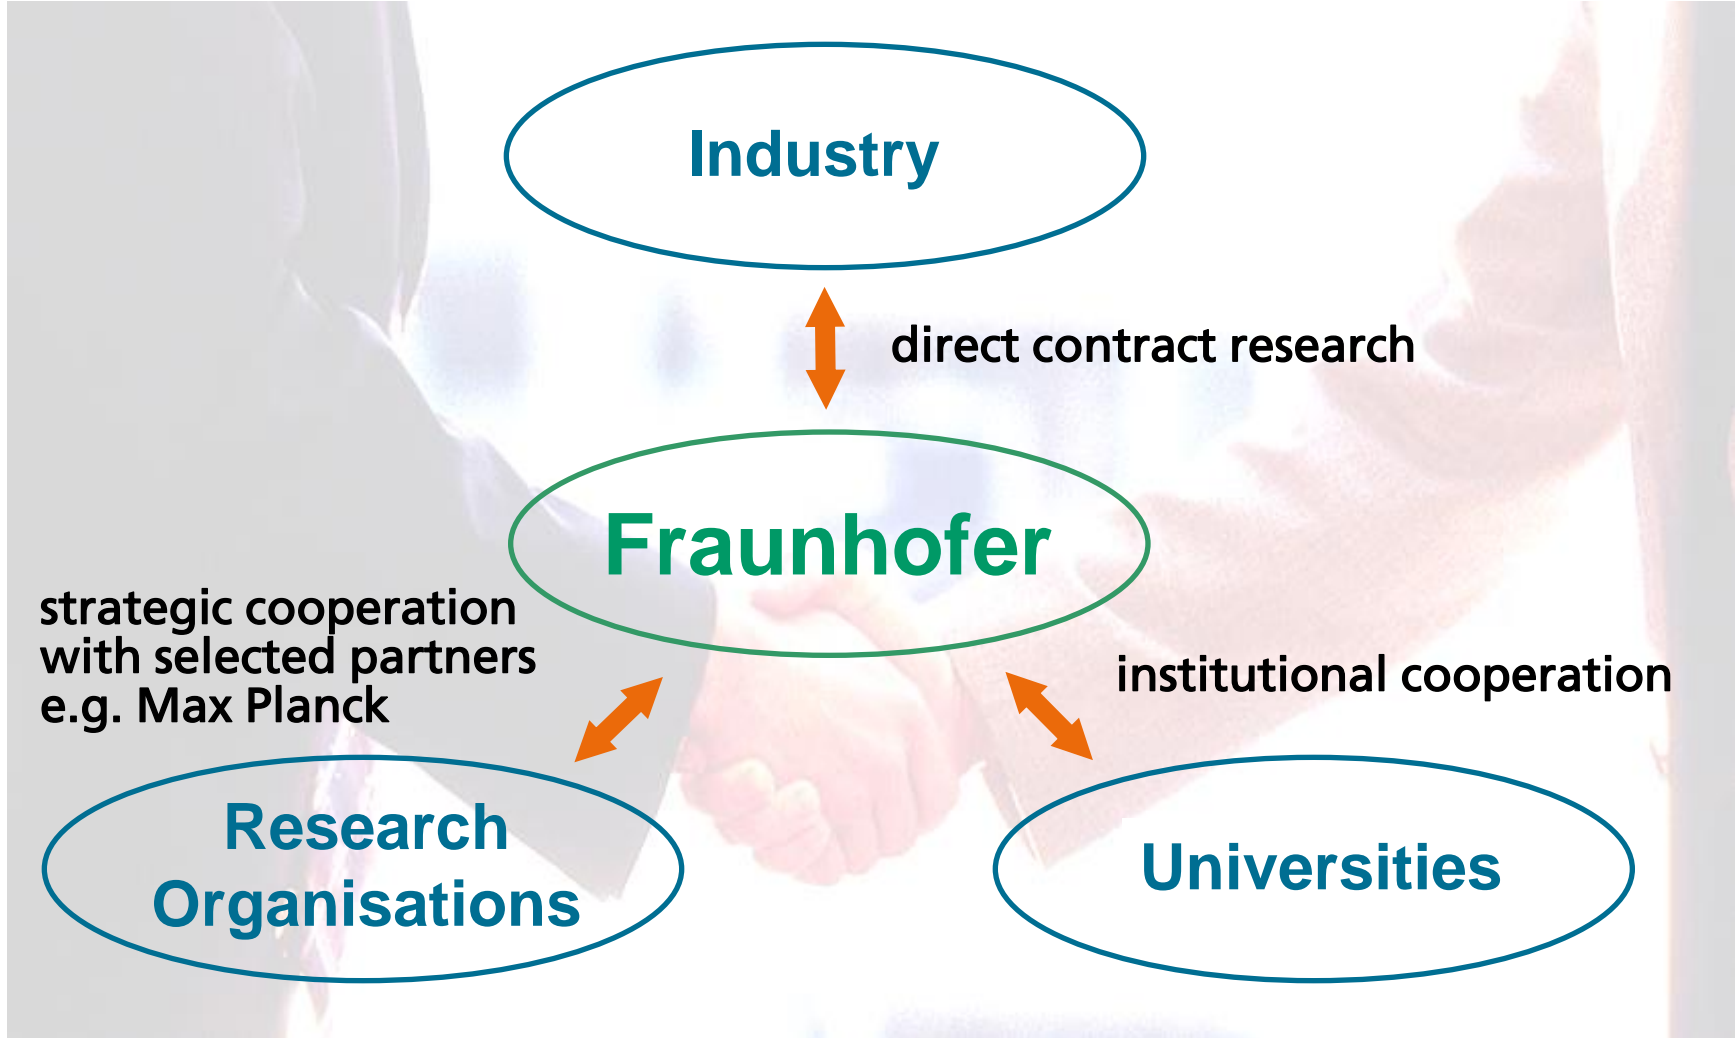 Industry
direct contract research
Fraunhofer
strategic cooperation
with selected partners
e.g. Max Planck
institutional cooperation
Research
Organisations
Universities